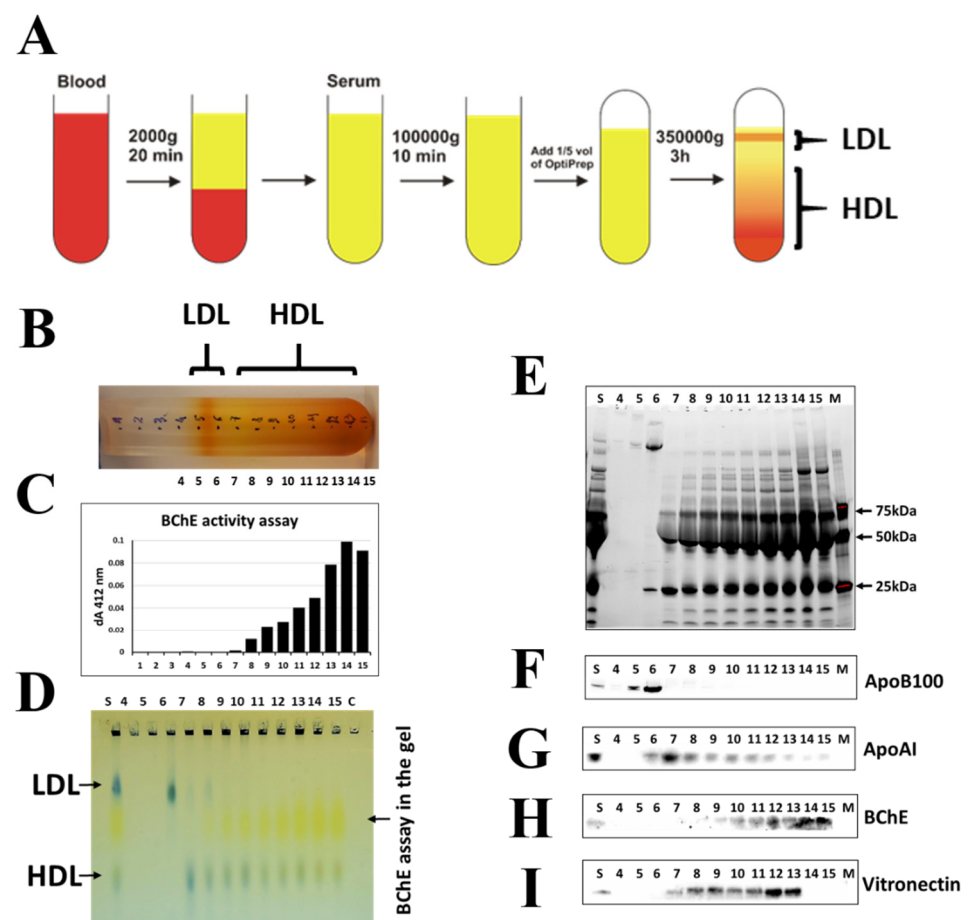 A
Blood
Serum
2000g
20 min
100000g
10 min
Add 1/5 vol
of OptiPrep
350000g
3h
LDL
HDL
B
LDL HDL
4 5 6 7 8 9 10 11 12 13 14 15
C
BChE activity assay
dA 412 nm
0.1
0.08
0.06
0.04
0.02
0
1 2 3 4 5 6 7 8 9 10 11 12 13 14 15
D
S 4 5 6 7 8 9 10 11 12 13 14 15 C
LDL
HDL
BChE assay in the gel
E
S 4 5 6 7 8 9 10 11 12 13 14 15 M
75kDa
50kDa
25kDa
F
S 4 5 6 7 8 9 10 11 12 13 14 15 M
ApoB100
G
S 4 5 6 7 8 9 10 11 12 13 14 15 M
ApoAI
H
S 4 5 6 7 8 9 10 11 12 13 14 15 M
BChE
I
S 4 5 6 7 8 9 10 11 12 13 14 15 M
Vitronectin